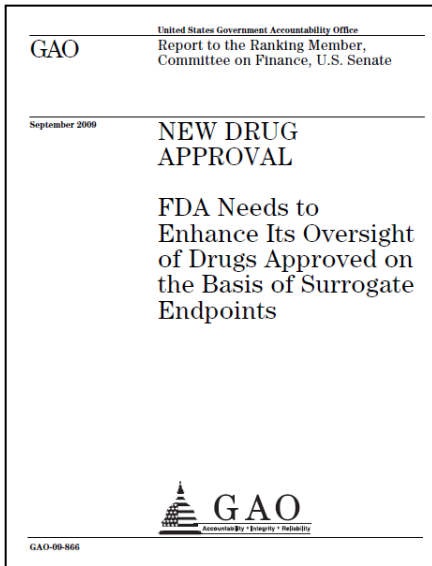 United States Government Accountability Office
GAO
Report to the Ranking Member,
Committee on Finance, U.S. Senate
September 2009
NEW DRUG
APPROVAL
FDA Needs to
Enhance Its Oversight
of Drugs Approved on
the Basis of Surrogate
Endpoints
GAO
Accountability * Integrity * Reliability
GAO-09-866